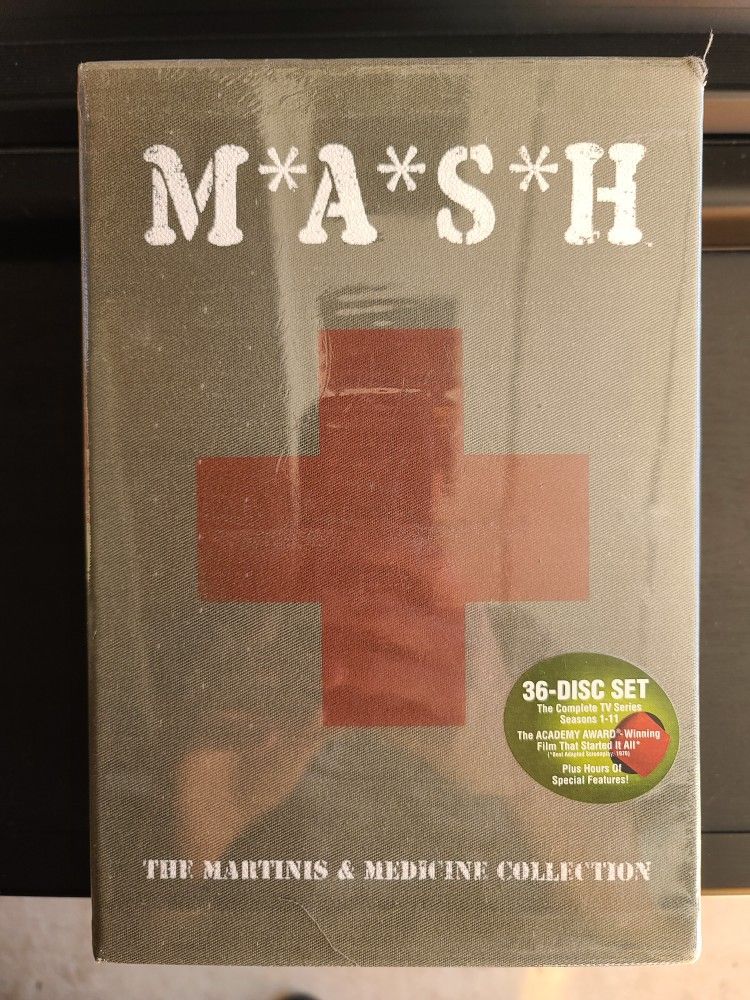 M*A*S*H
36-DISC SET
The Complete TV Series
Seasons 1-11
The ACADEMY AWARD®-Winning
Film That Started It All*
(*Best Adapted Screenplay, 1970)
Plus Hours Of
Special Features!
THE MARTINIS & MEDICINE COLLECTION